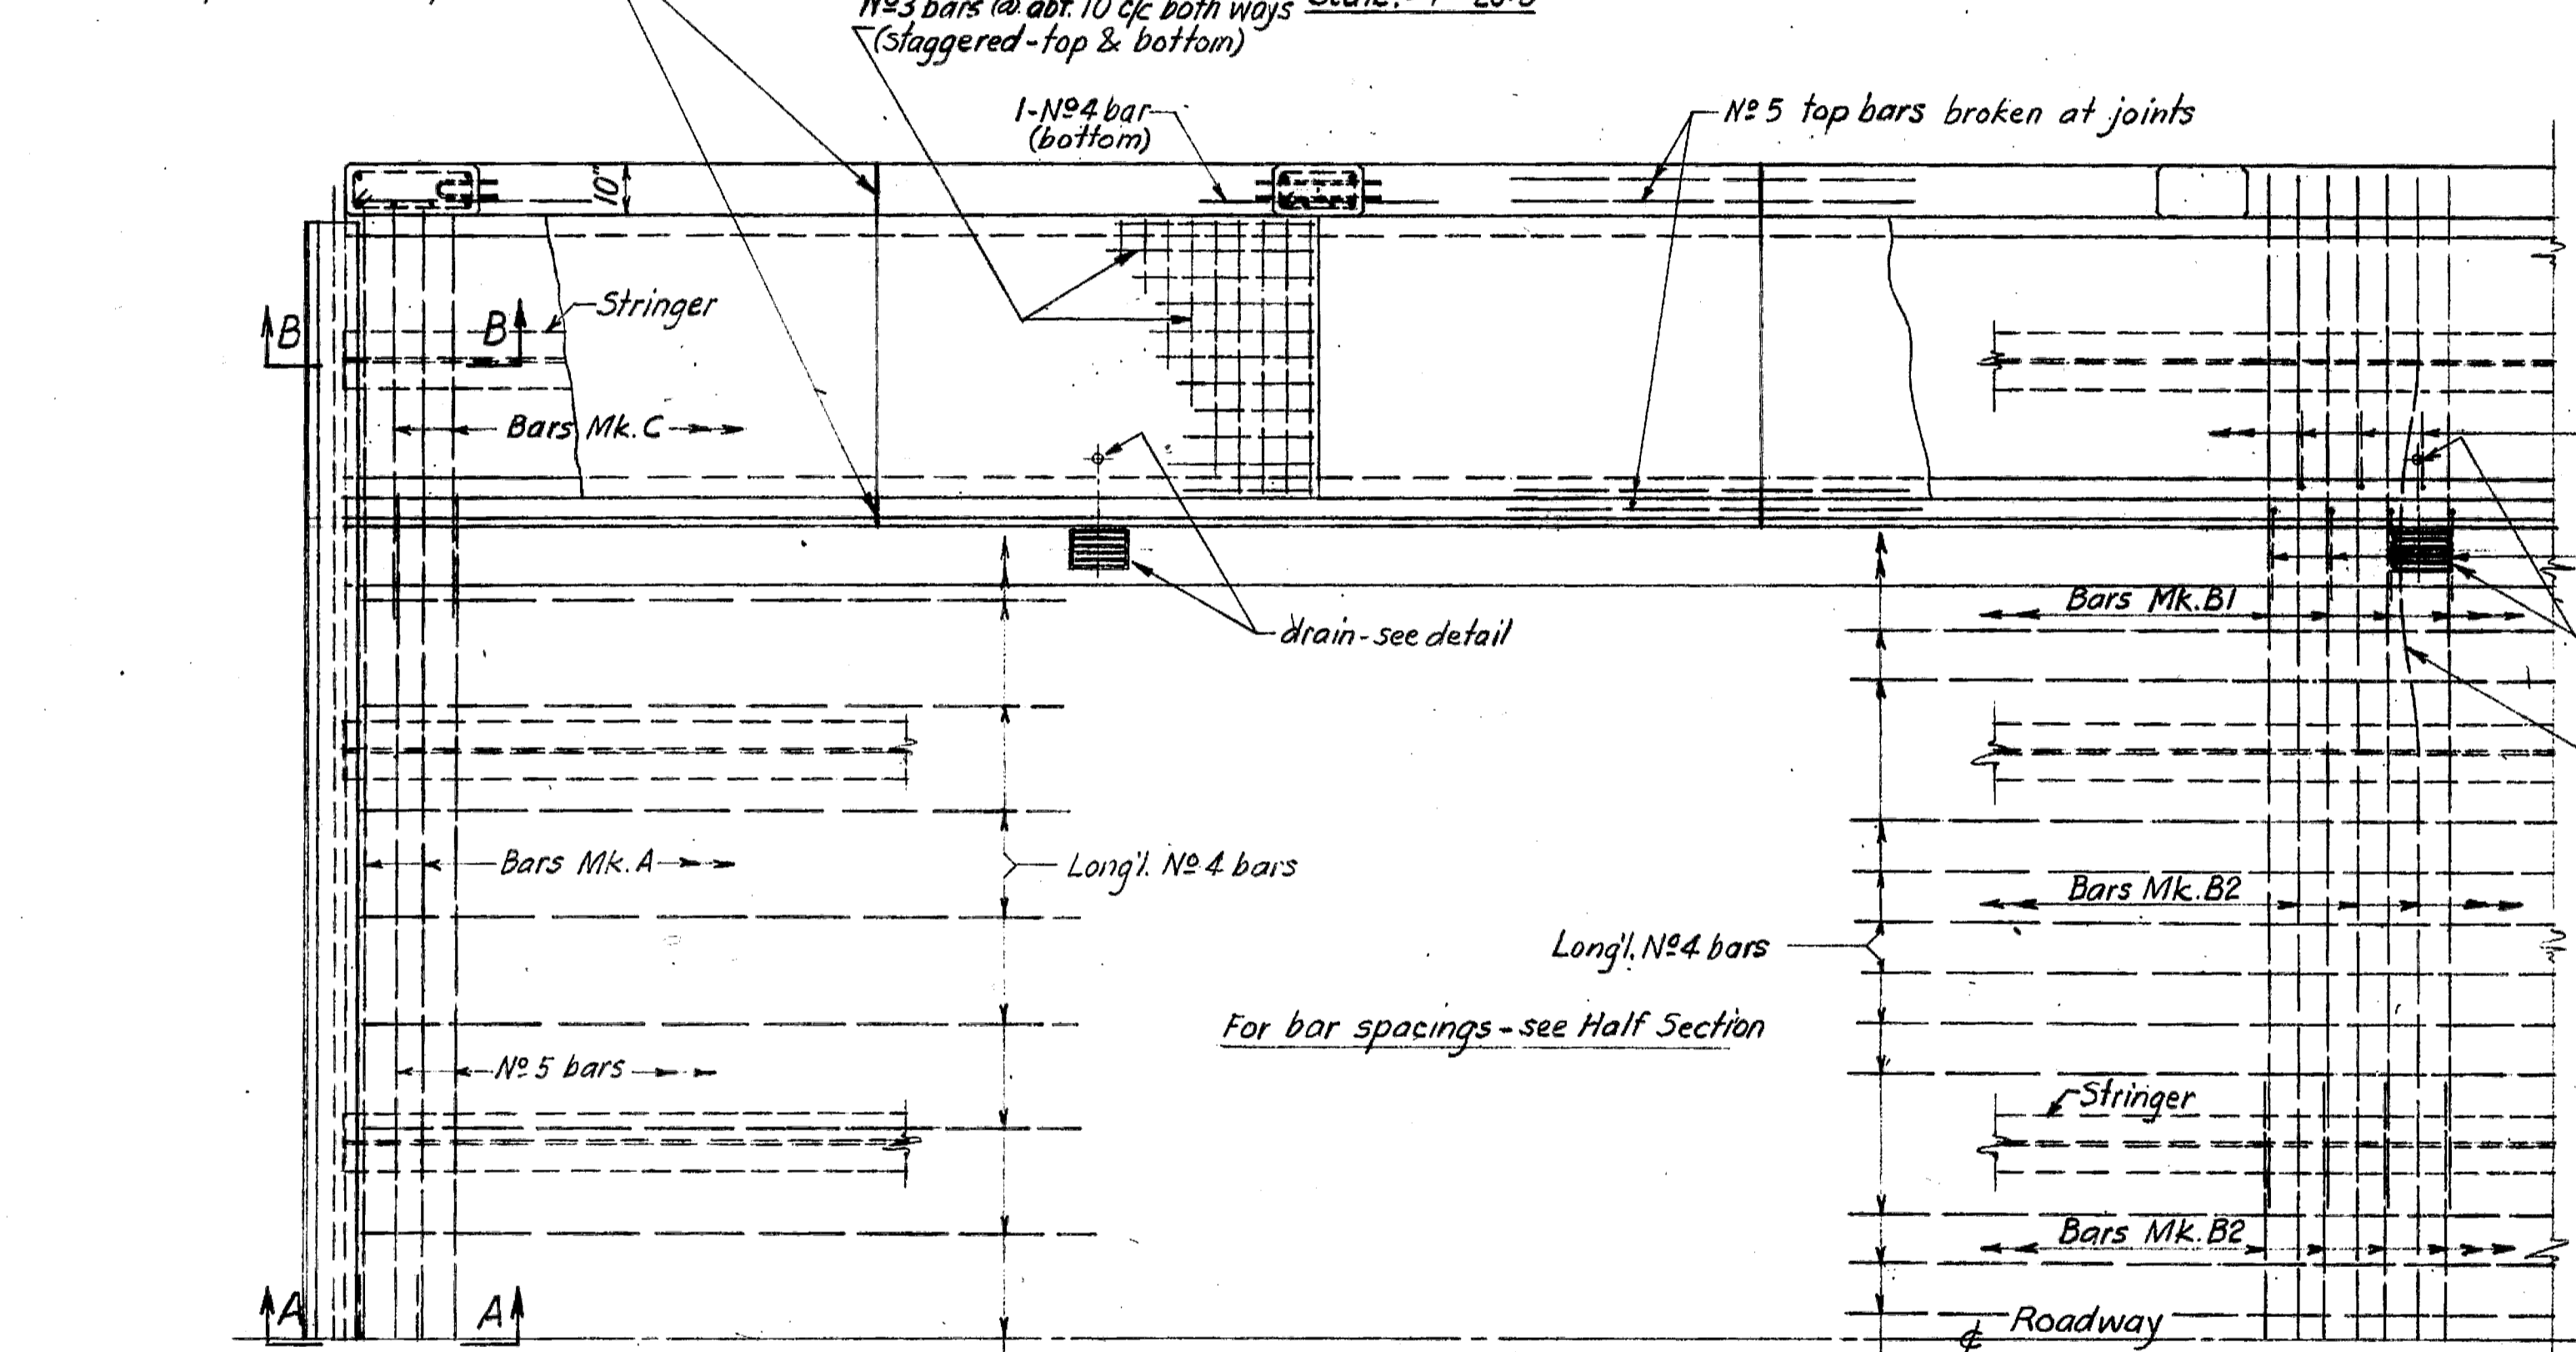 Nº3 bars @ abt. 10 c/c both ways
(staggered-top & bottom)
1-Nº4 bar
(bottom)
Nº5 top bars broken at joints
10"
Stringer
B
B
Bars Mk.C
drain-see detail
Bars Mk.B1
Bars Mk.A
Long'l. Nº4 bars
Bars Mk.B2
Long'l. Nº4 bars
For bar spacings-see Half Section
Nº5 bars
Stringer
Bars Mk.B2
A
A
℄ Roadway